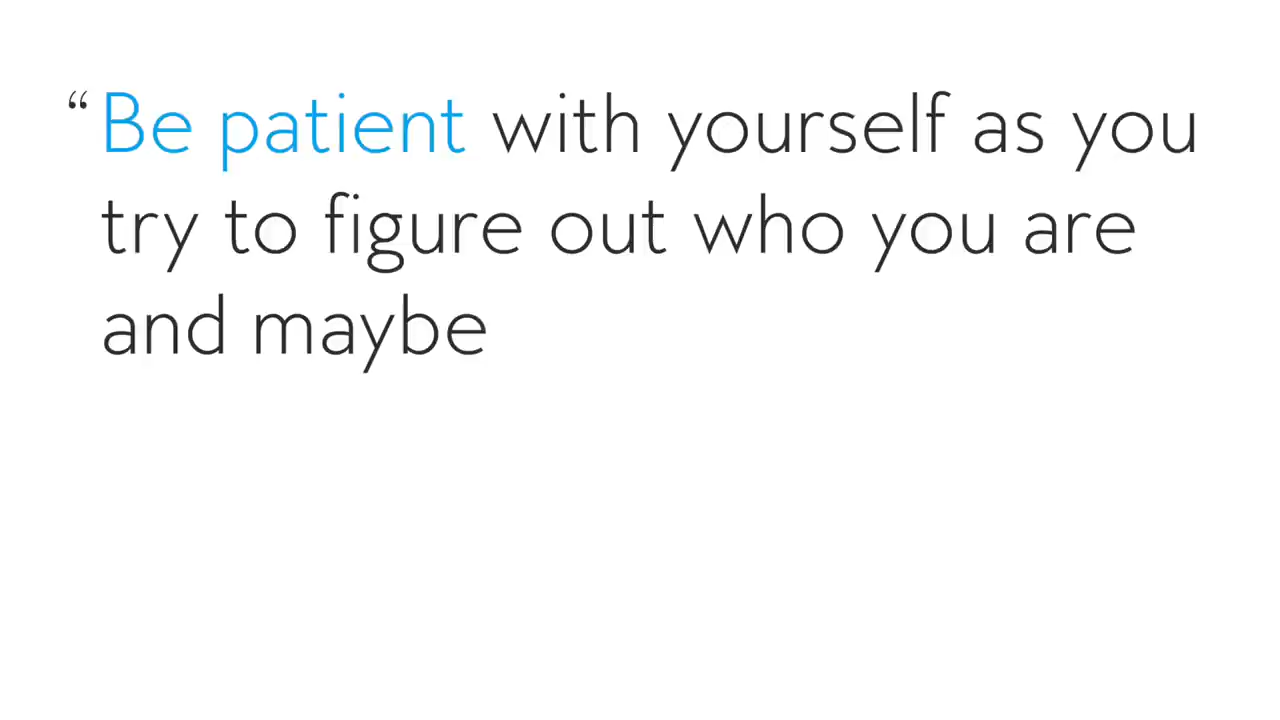 “Be patient with yourself as you
try to figure out who you are
and maybe